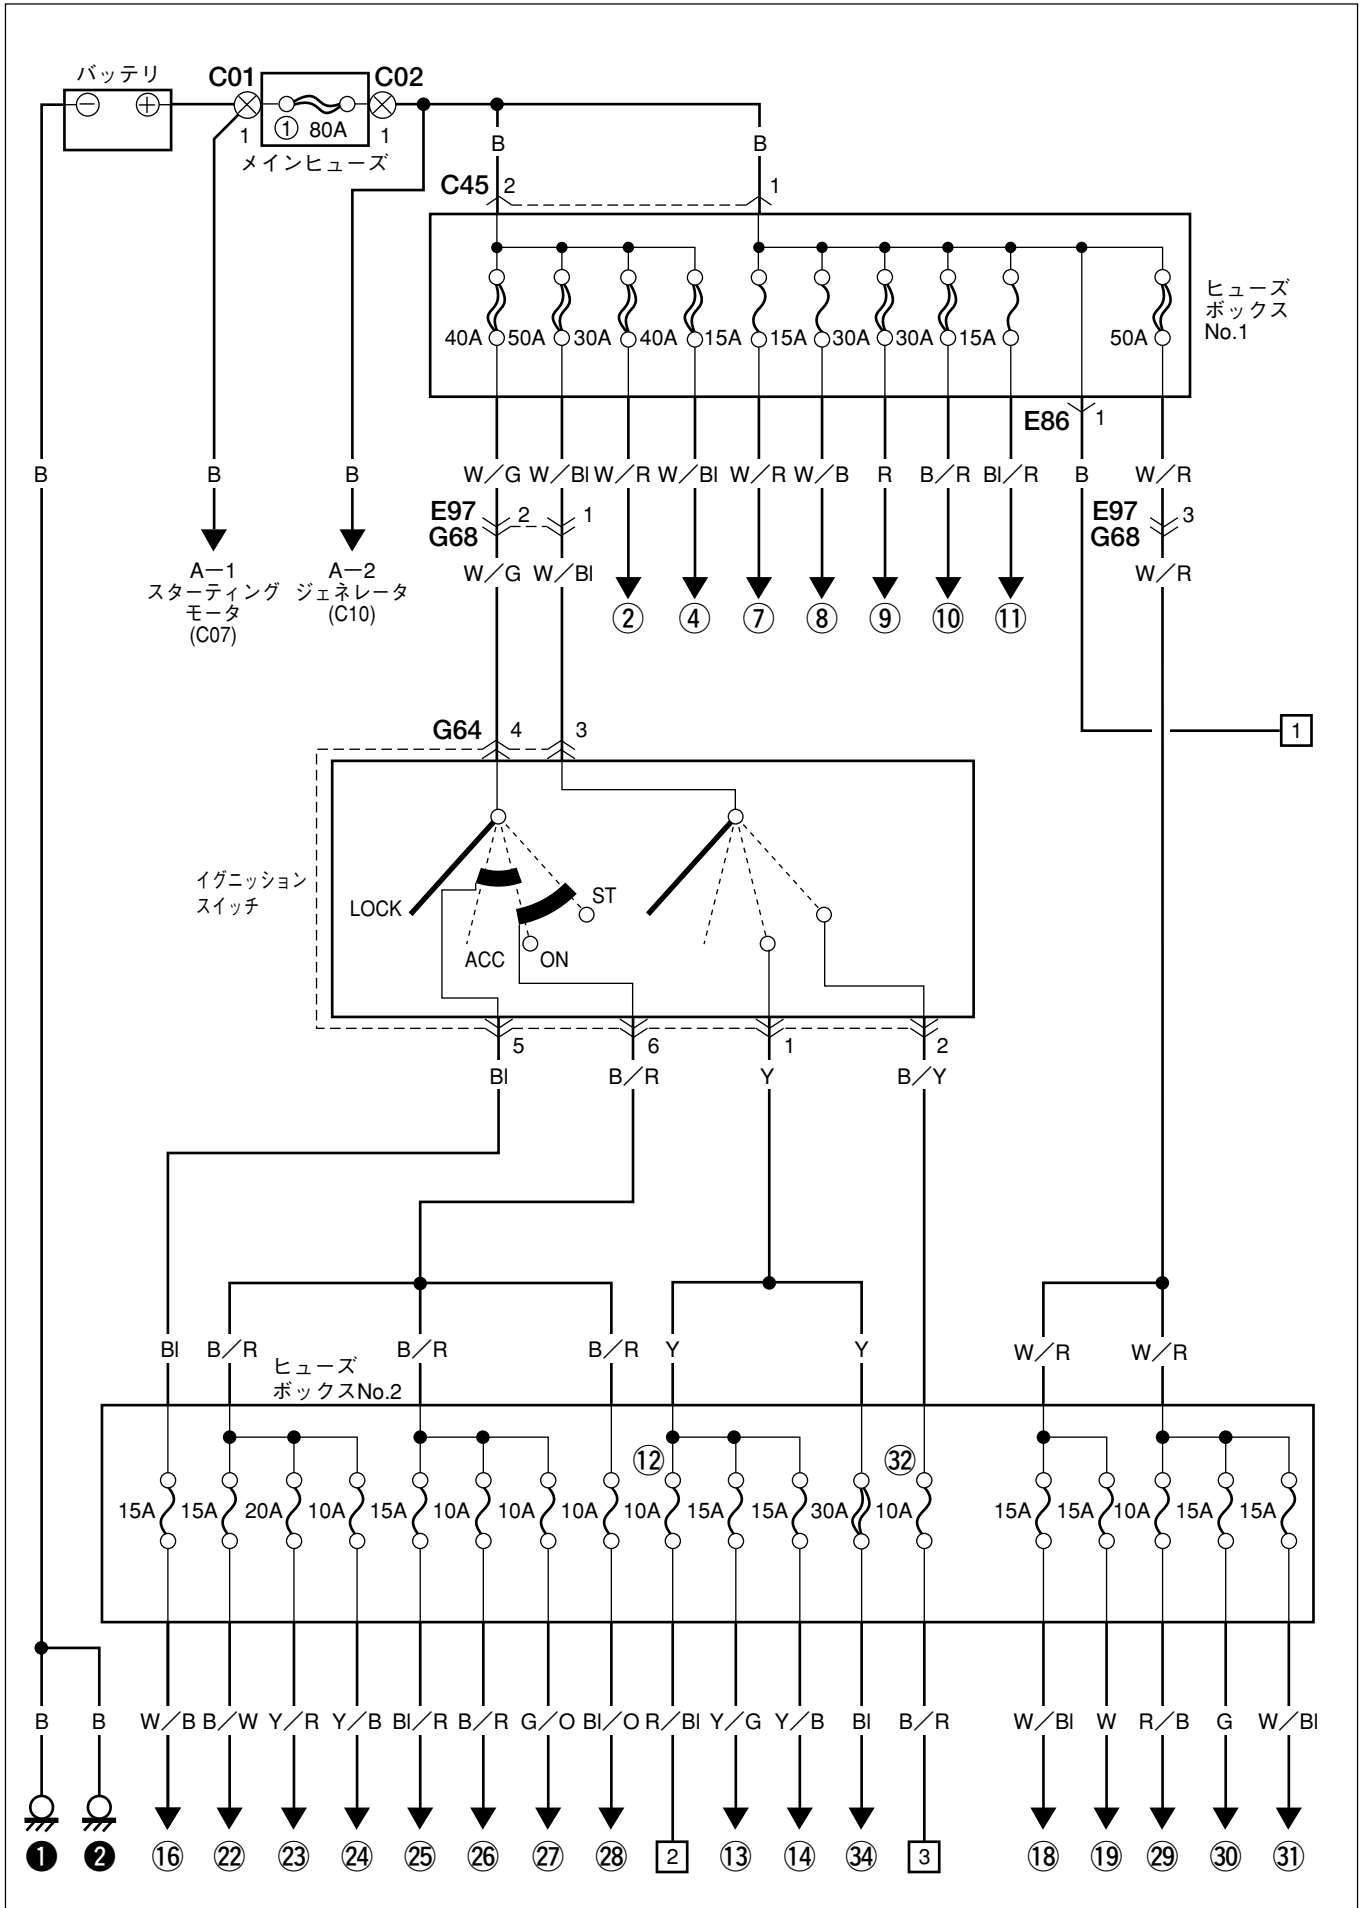 バッテリ
C01
C02
− +
1
① 80A
1
メインヒューズ
B B
C45 2 1
ヒューズ
ボックス
No.1
40A 50A 30A 40A 15A 15A 30A 30A 15A 50A
E86 1
B B B W/G W/Bl W/R W/Bl W/R W/B R B/R Bl/R B W/R
E97 2 1 E97 3
G68 G68
W/G W/Bl W/R
A−1
スターティング
モータ
(C07)
A−2
ジェネレータ
(C10)
② ④ ⑦ ⑧ ⑨ ⑩ ⑪
G64 4 3
1
イグニッション
スイッチ
LOCK
ACC
ON
ST
5 6 1 2
Bl B/R Y B/Y
Bl B/R B/R B/R Y Y W/R W/R
ヒューズ
ボックスNo.2
⑫ ㉜
15A 15A 20A 10A 15A 10A 10A 10A 10A 15A 15A 30A 10A 15A 15A 10A 15A 15A
B B W/B B/W Y/R Y/B Bl/R B/R G/O Bl/O R/Bl Y/G Y/B Bl B/R W/Bl W R/B G W/Bl
❶ ❷ ⑯ ㉒ ㉓ ㉔ ㉕ ㉖ ㉗ ㉘ 2 ⑬ ⑭ ㉞ 3 ⑱ ⑲ ㉙ ㉚ ㉛